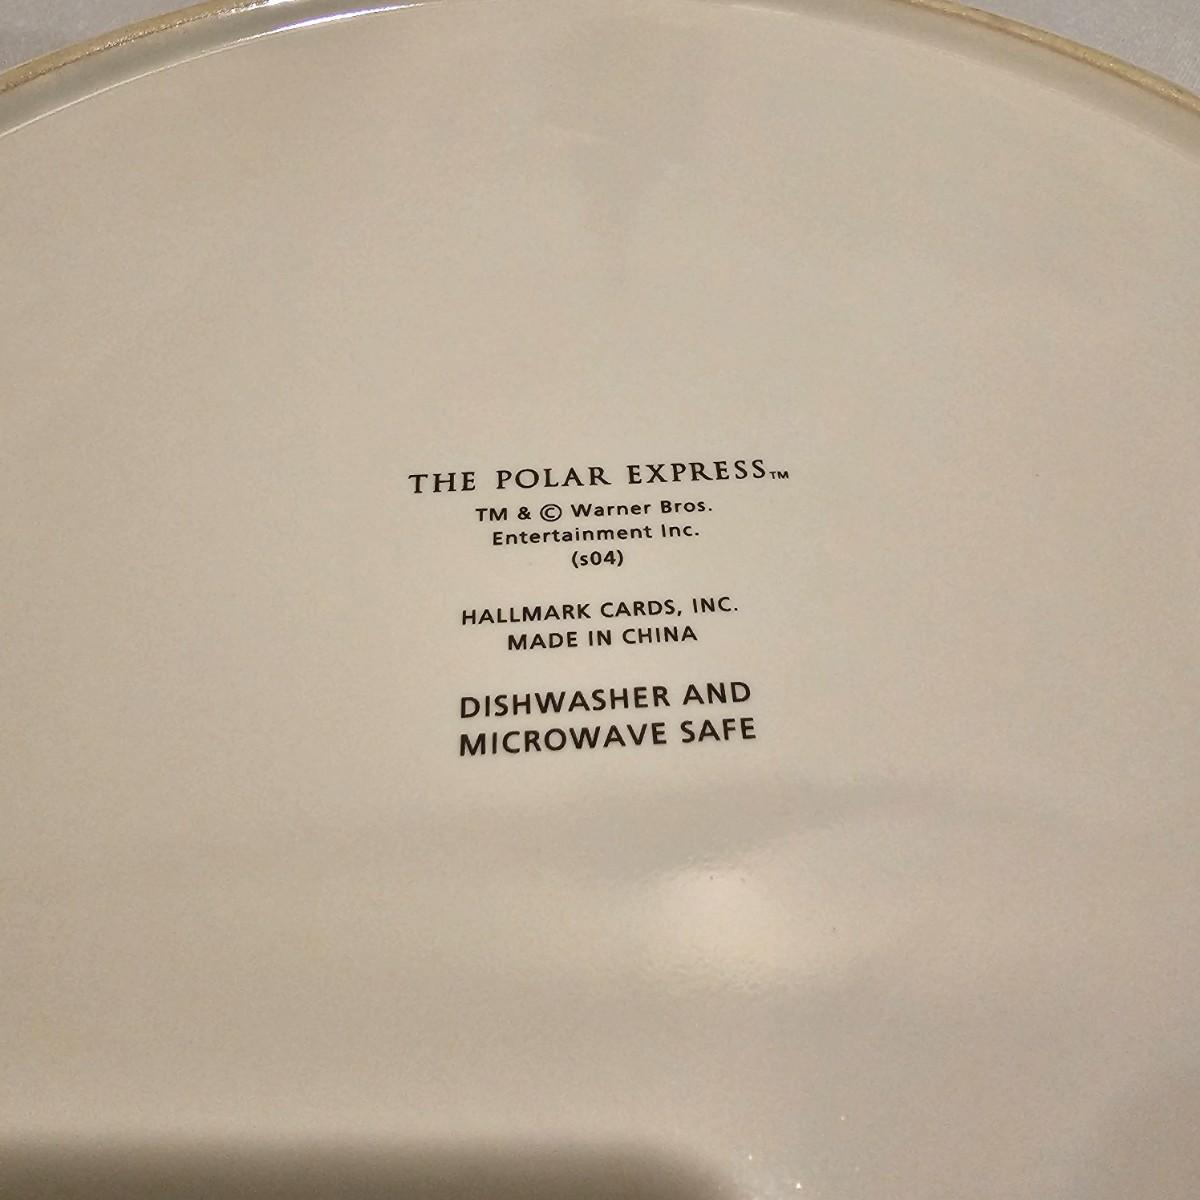 THE POLAR EXPRESS™
TM & © Warner Bros.
Entertainment Inc.
(s04)
HALLMARK CARDS, INC.
MADE IN CHINA
DISHWASHER AND
MICROWAVE SAFE